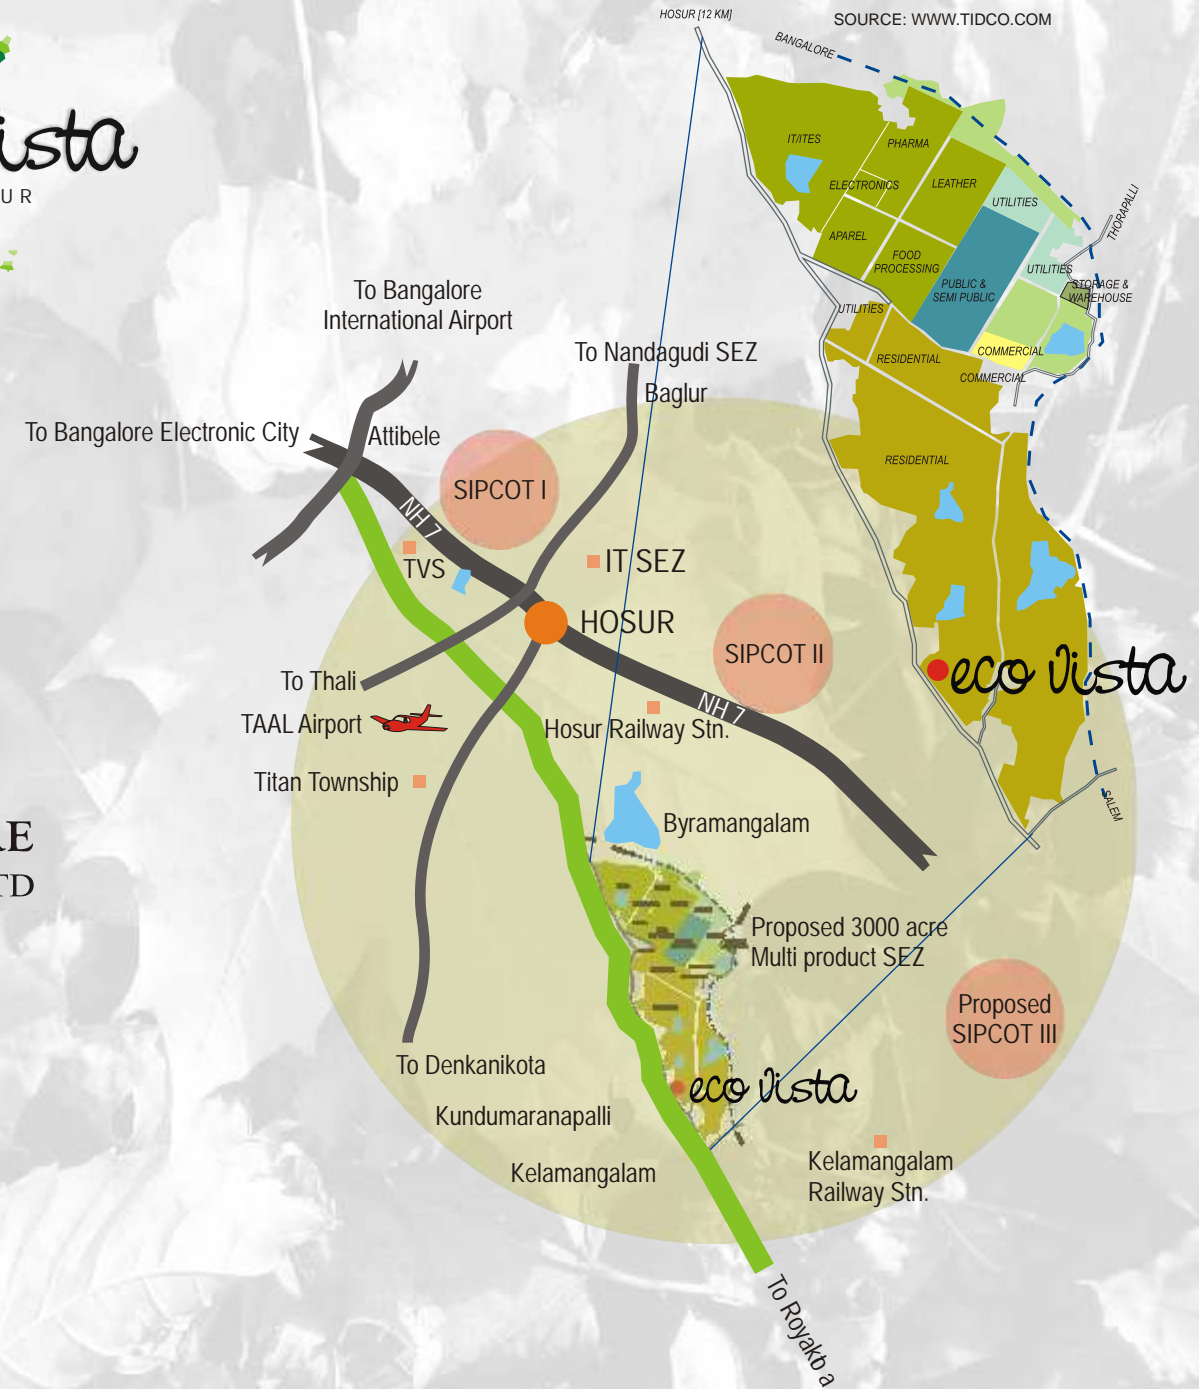 HOSUR [12 KM]
SOURCE: WWW.TIDCO.COM
BANGALORE
IT/ITES
PHARMA
ELECTRONICS
LEATHER
UTILITIES
THORAPALLI
APAREL
FOOD
PROCESSING
UTILITIES
PUBLIC &
SEMI PUBLIC
STORAGE &
WAREHOUSE
UTILITIES
COMMERCIAL
RESIDENTIAL
COMMERCIAL
RESIDENTIAL
eco vista
SALEM
ista
UR
To Bangalore
International Airport
To Nandagudi SEZ
Baglur
To Bangalore Electronic City
Attibele
SIPCOT I
NH 7
TVS
IT SEZ
HOSUR
SIPCOT II
To Thali
TAAL Airport
NH 7
Hosur Railway Stn.
Titan Township
Byramangalam
RE
TD
Proposed 3000 acre
Multi product SEZ
Proposed
SIPCOT III
To Denkanikota
eco vista
Kundumaranapalli
Kelamangalam
Kelamangalam
Railway Stn.
To Royakb a